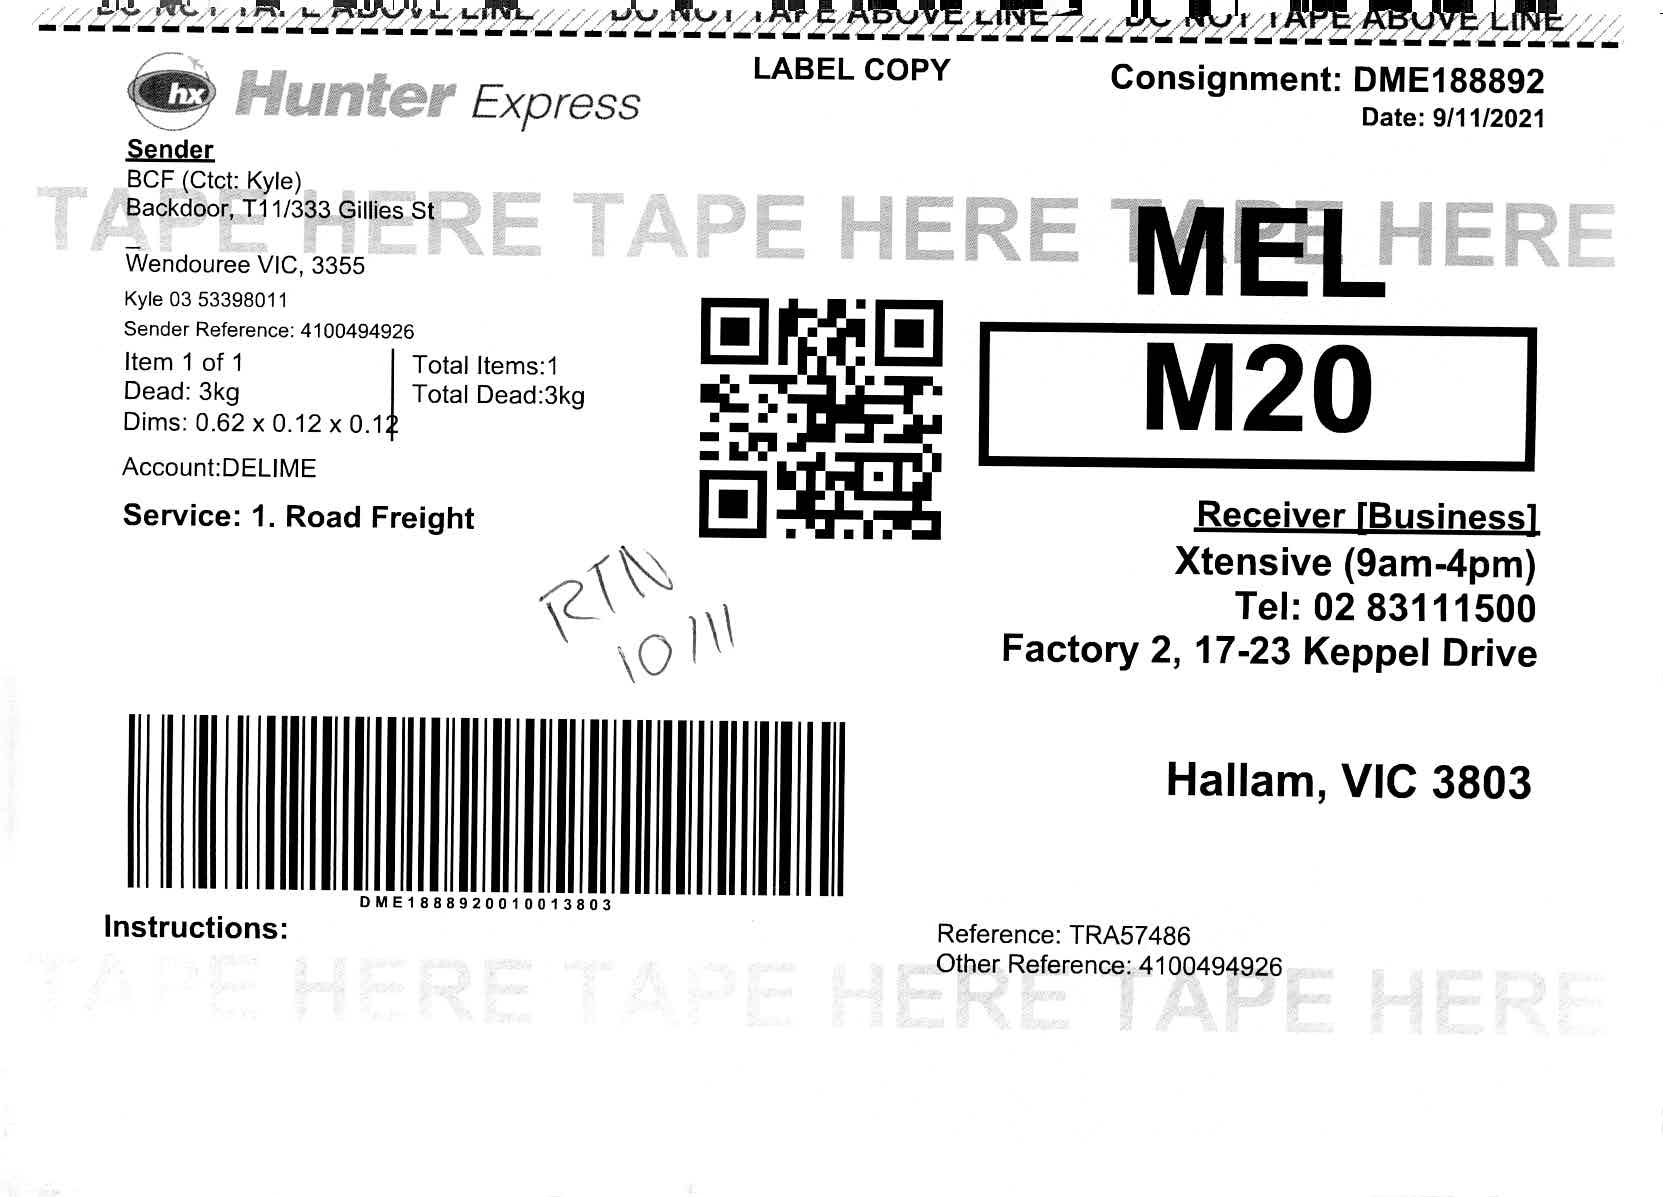 DO NOT TAPE ABOVE LINE DO NOT TAPE ABOVE LINE DO NOT TAPE ABOVE LINE
LABEL COPY
Consignment: DME188892
Date: 9/11/2021
hx Hunter Express
Sender
BCF (Ctct: Kyle)
Backdoor, T11/333 Gillies St
_
Wendouree VIC, 3355
Kyle 03 53398011
Sender Reference: 4100494926
Item 1 of 1
Dead: 3kg
Dims: 0.62 x 0.12 x 0.12
Total Items:1
Total Dead:3kg
Account:DELIME
Service: 1. Road Freight
TAPE HERE TAPE HERE TAPE HERE
MEL
M20
Receiver [Business]
Xtensive (9am-4pm)
Tel: 02 83111500
Factory 2, 17-23 Keppel Drive
Hallam, VIC 3803
RTN
10/11
DME1888920010013803
Instructions:
Reference: TRA57486
Other Reference: 4100494926
TAPE HERE TAPE HERE TAPE HERE